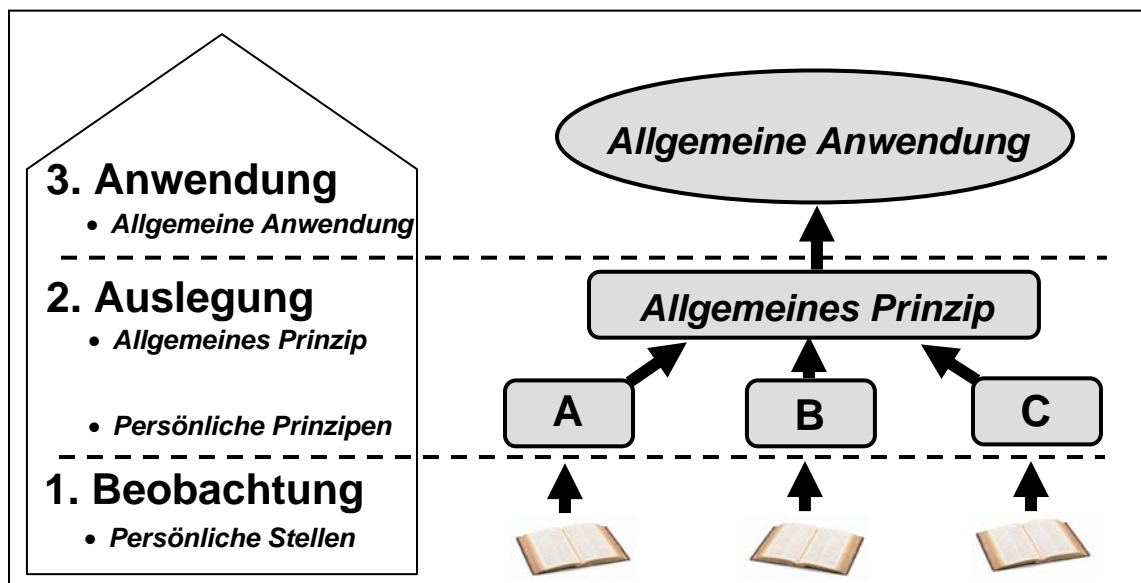 3. Anwendung
• Allgemeine Anwendung
2. Auslegung
• Allgemeines Prinzip
• Persönliche Prinzipen
1. Beobachtung
• Persönliche Stellen
Allgemeine Anwendung
Allgemeines Prinzip
A
B
C